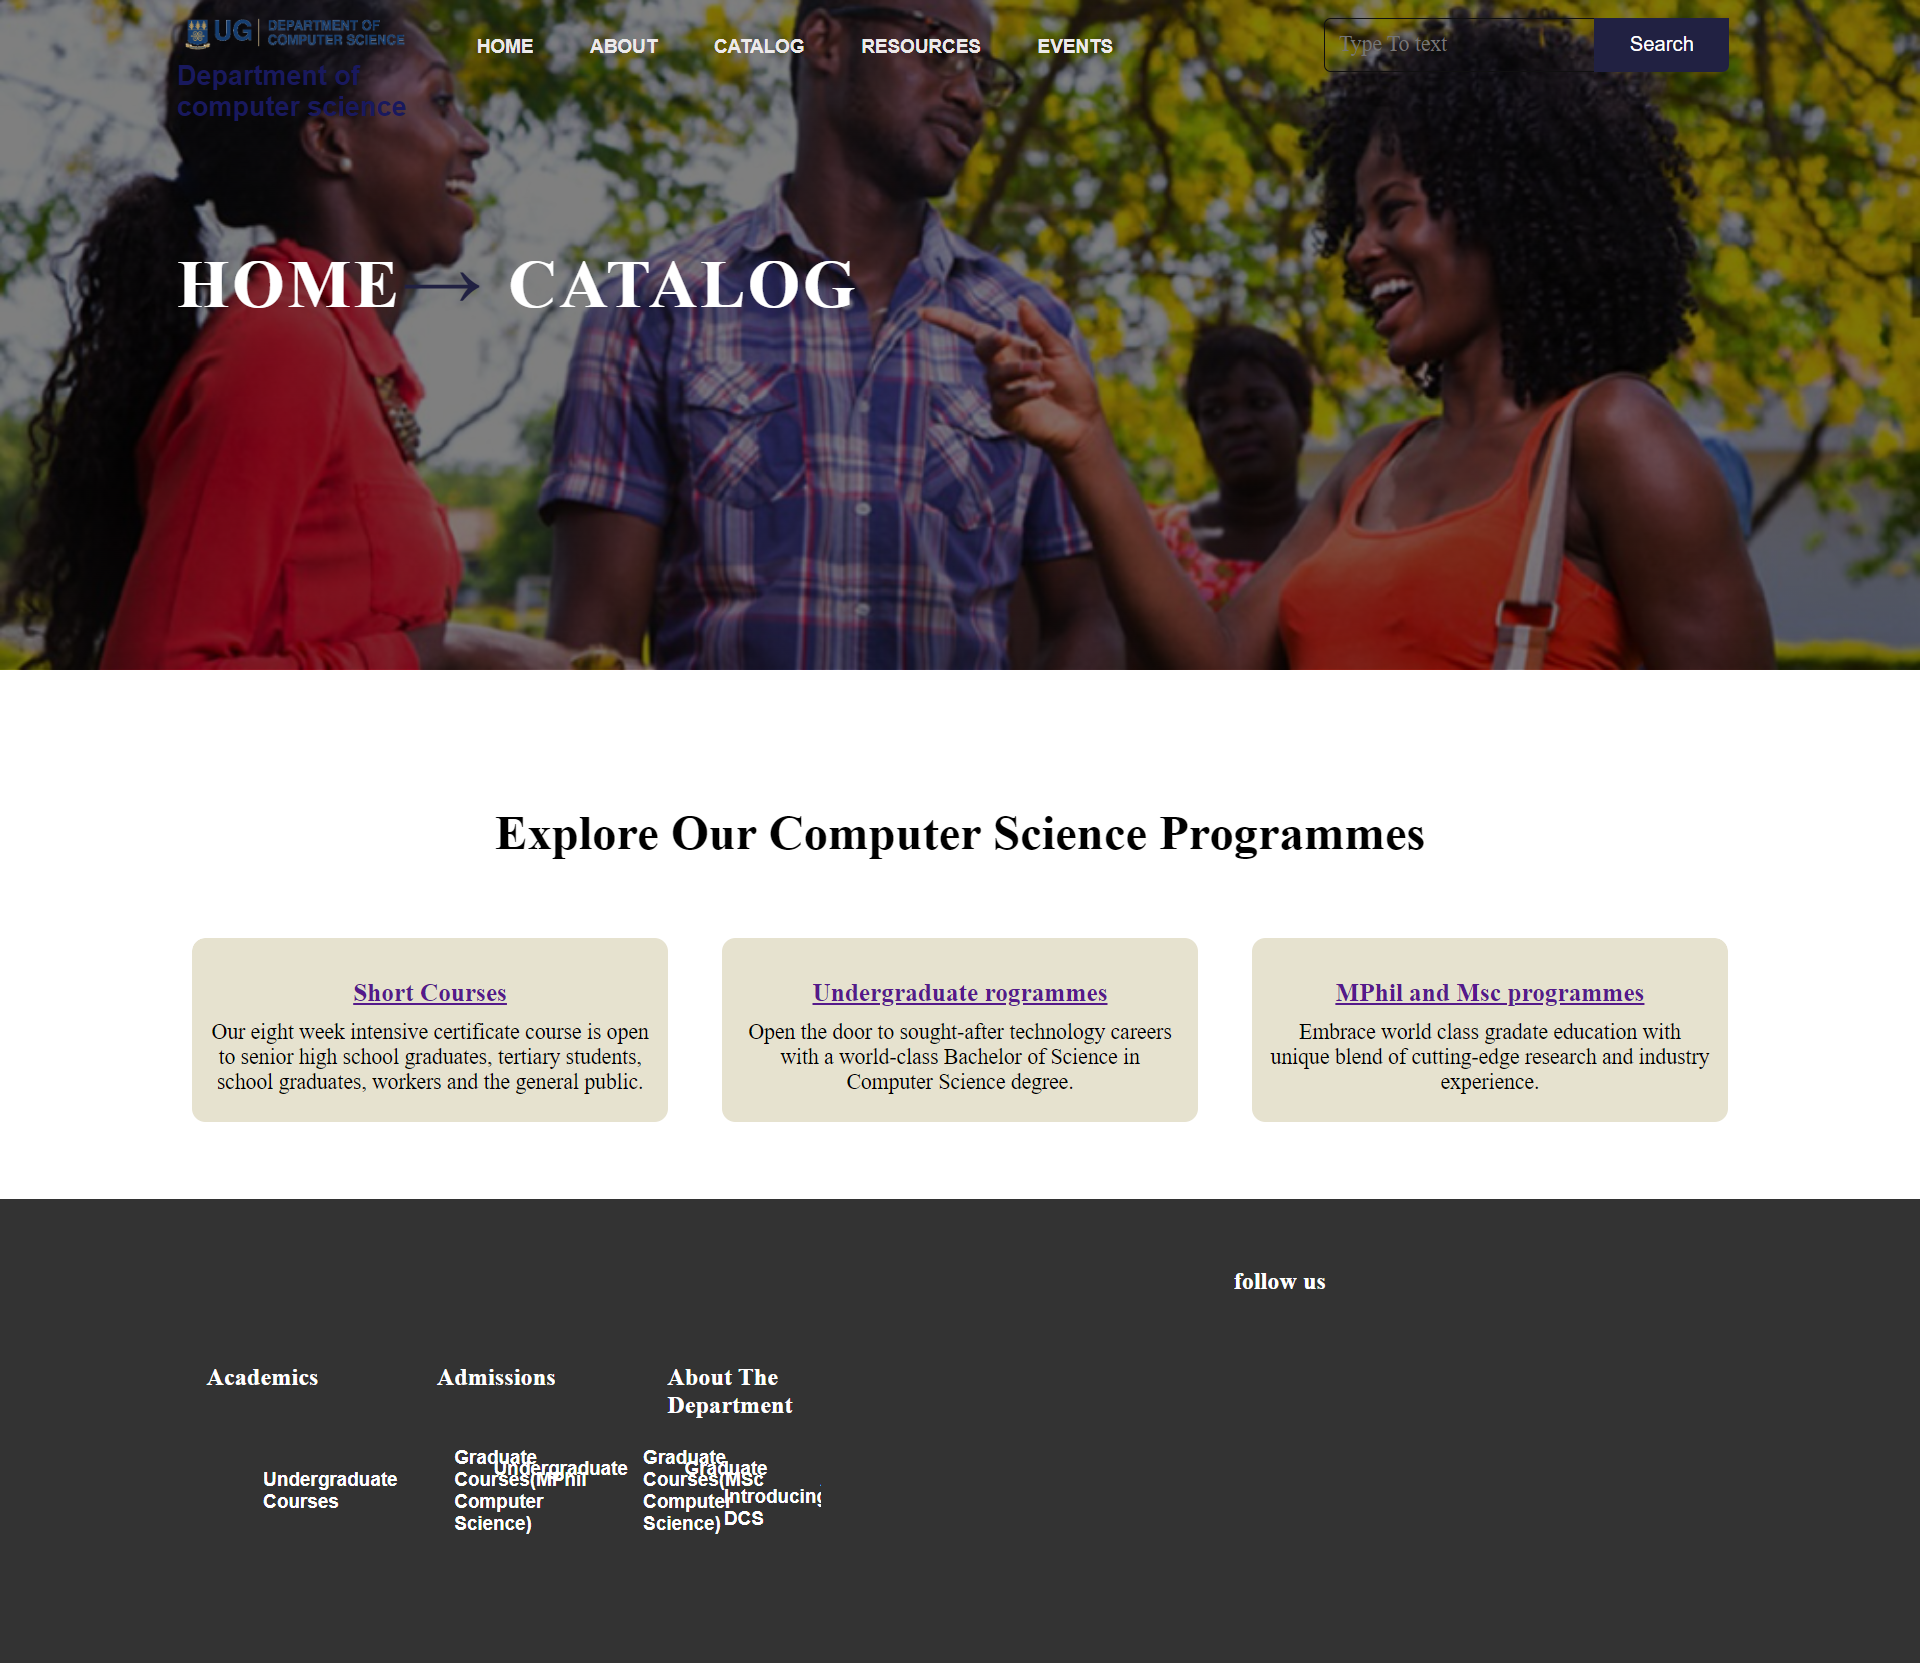 UG DEPARTMENT OF
COMPUTER SCIENCE
Department of
computer science
HOME ABOUT CATALOG RESOURCES EVENTS
Type To text
Search
HOME → CATALOG
Explore Our Computer Science Programmes
Short Courses
Our eight week intensive certificate course is open
to senior high school graduates, tertiary students,
school graduates, workers and the general public.
Undergraduate rogrammes
Open the door to sought-after technology careers
with a world-class Bachelor of Science in
Computer Science degree.
MPhil and Msc programmes
Embrace world class gradate education with
unique blend of cutting-edge research and industry
experience.
follow us
Academics
Undergraduate
Courses
Graduate
Courses(MPhil
Computer
Science)
Graduate
Courses(MSc
Computer
Science)
Admissions
Undergraduate
Graduate
About The
Department
Introducing
DCS